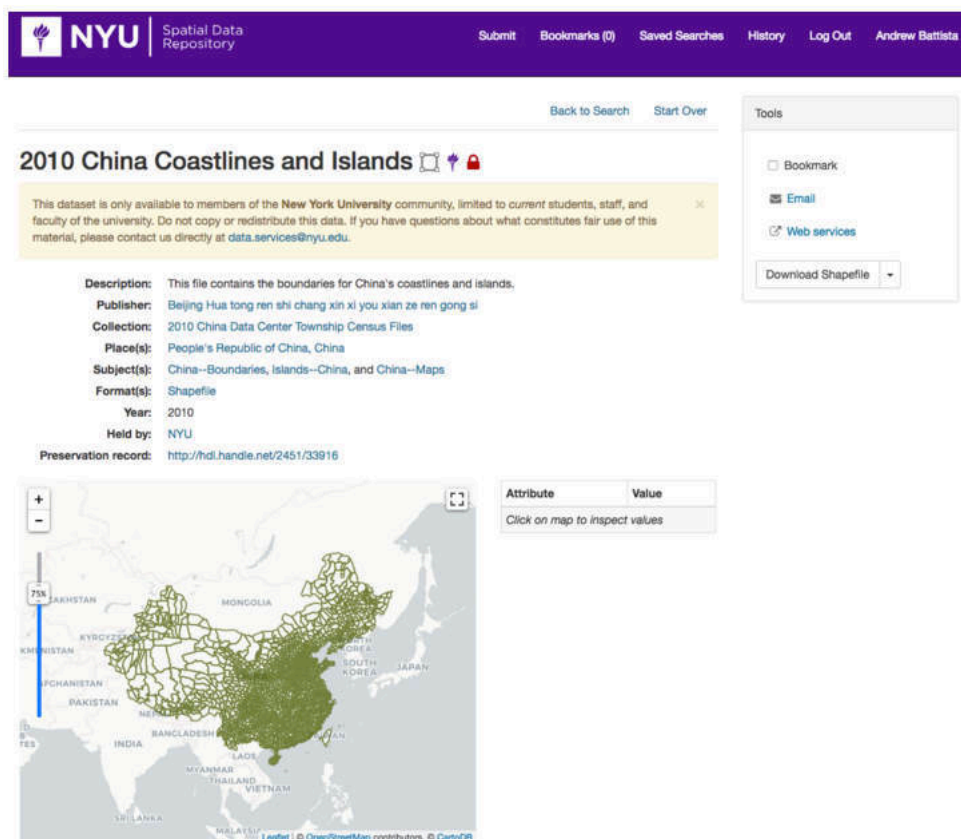 NYU
Spatial Data
Repository
Submit Bookmarks (0) Saved Searches History Log Out Andrew Battista
Back to Search Start Over
2010 China Coastlines and Islands
This dataset is only available to members of the New York University community, limited to current students, staff, and
faculty of the university. Do not copy or redistribute this data. If you have questions about what constitutes fair use of this
material, please contact us directly at data.services@nyu.edu.
×
Description: This file contains the boundaries for China's coastlines and islands.
Publisher: Beijing Hua tong ren shi chang xin xi you xian ze ren gong si
Collection: 2010 China Data Center Township Census Files
Place(s): People's Republic of China, China
Subject(s): China--Boundaries, Islands--China, and China--Maps
Format(s): Shapefile
Year: 2010
Held by: NYU
Preservation record: http://hdl.handle.net/2451/33916
Tools
Bookmark
Email
Web services
Download Shapefile
Attribute Value
Click on map to inspect values
+
−
75%
AKHSTAN
MONGOLIA
KYRGYZS
NISTAN
KOREA
SOUTH
KOREA
JAPAN
AFGHANISTAN
PAKISTAN
NEP
BANGLADESH
INDIA
LAOS
MYANMAR
THAILAND
VIETNAM
SRI LANKA
MALAYSI
Leaflet | © OpenStreetMap contributors, © CartoDB